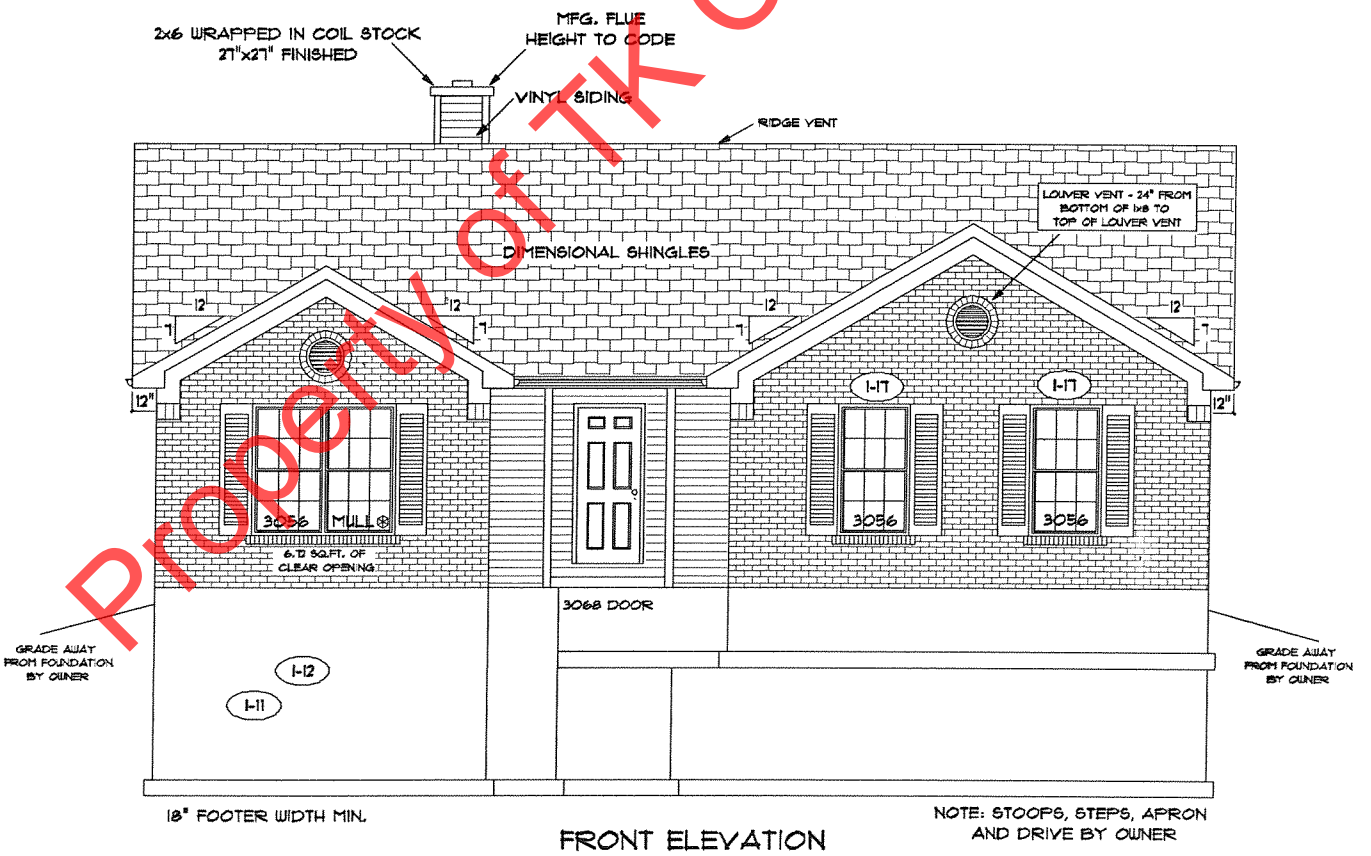 MFG. FLUE
HEIGHT TO CODE
2x6 WRAPPED IN COIL STOCK
27"x27" FINISHED
VINYL SIDING
RIDGE VENT
LOUVER VENT - 24" FROM
BOTTOM OF 1x8 TO
TOP OF LOUVER VENT
DIMENSIONAL SHINGLES
12
12
12
12
7
7
7
7
12"
1-17
1-17
12"
3056
MULL
3056
3056
SQ.FT. OF
CLEAR OPENING
3068 DOOR
GRADE AWAY
FROM FOUNDATION
BY OWNER
GRADE AWAY
FROM FOUNDATION
BY OWNER
1-12
1-11
18" FOOTER WIDTH MIN.
NOTE: STOOPS, STEPS, APRON
AND DRIVE BY OWNER
FRONT ELEVATION
Property of TK